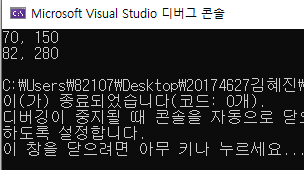 Microsoft Visual Studio 디버그 콘솔
70, 150
82, 280
C:₩Users₩82107₩Desktop₩20174627김혜진₩
이(가) 종료되었습니다(코드: 0개).
디버깅이 중지될 때 콘솔을 자동으로 닫으
하도록 설정합니다.
이 창을 닫으려면 아무 키나 누르세요...